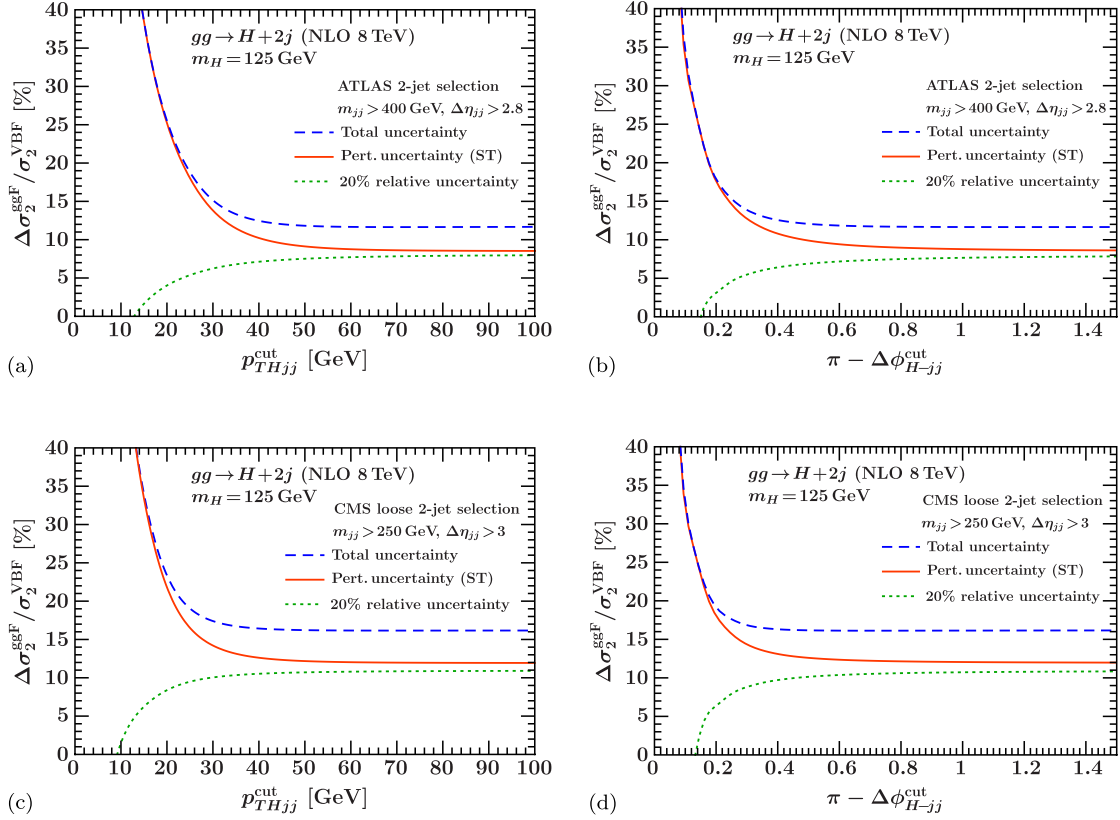 40
35
30
25
20
15
10
5
0
Δσ₂^ggF/σ₂^VBF [%]
gg→H+2j (NLO 8 TeV)
m_H=125 GeV
ATLAS 2-jet selection
m_jj>400 GeV, Δη_jj>2.8
Total uncertainty
Pert. uncertainty (ST)
20% relative uncertainty
0 10 20 30 40 50 60 70 80 90 100
(a)
p_THjj^cut [GeV]
40
35
30
25
20
15
10
5
0
Δσ₂^ggF/σ₂^VBF [%]
gg→H+2j (NLO 8 TeV)
m_H=125 GeV
ATLAS 2-jet selection
m_jj>400 GeV, Δη_jj>2.8
Total uncertainty
Pert. uncertainty (ST)
20% relative uncertainty
0 0.2 0.4 0.6 0.8 1 1.2 1.4
(b)
π − Δϕ_H–jj^cut
40
35
30
25
20
15
10
5
0
Δσ₂^ggF/σ₂^VBF [%]
gg→H+2j (NLO 8 TeV)
m_H=125 GeV
CMS loose 2-jet selection
m_jj>250 GeV, Δη_jj>3
Total uncertainty
Pert. uncertainty (ST)
20% relative uncertainty
0 10 20 30 40 50 60 70 80 90 100
(c)
p_THjj^cut [GeV]
40
35
30
25
20
15
10
5
0
Δσ₂^ggF/σ₂^VBF [%]
gg→H+2j (NLO 8 TeV)
m_H=125 GeV
CMS loose 2-jet selection
m_jj>250 GeV, Δη_jj>3
Total uncertainty
Pert. uncertainty (ST)
20% relative uncertainty
0 0.2 0.4 0.6 0.8 1 1.2 1.4
(d)
π − Δϕ_H–jj^cut